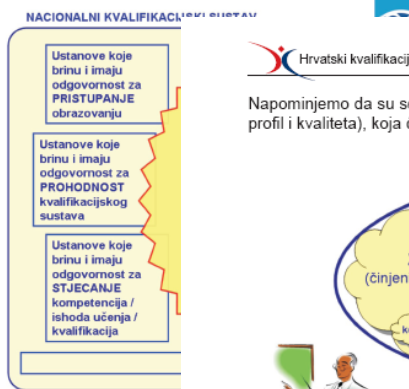 NACIONALNI KVALIFIKACIJSKI SUSTAV
Ustanove koje
brinu i imaju
odgovornost za
PRISTUPANJE
obrazovanju
Ustanove koje
brinu i imaju
odgovornost za
PROHODNOST
kvalifikacijskog
sustava
Ustanove koje
brinu i imaju
odgovornost za
STJECANJE
kompetencija /
ishoda učenja /
kvalifikacija
Hrvatski kvalifikacij
Napominjemo da su s
profil i kvaliteta), koja
(činjen